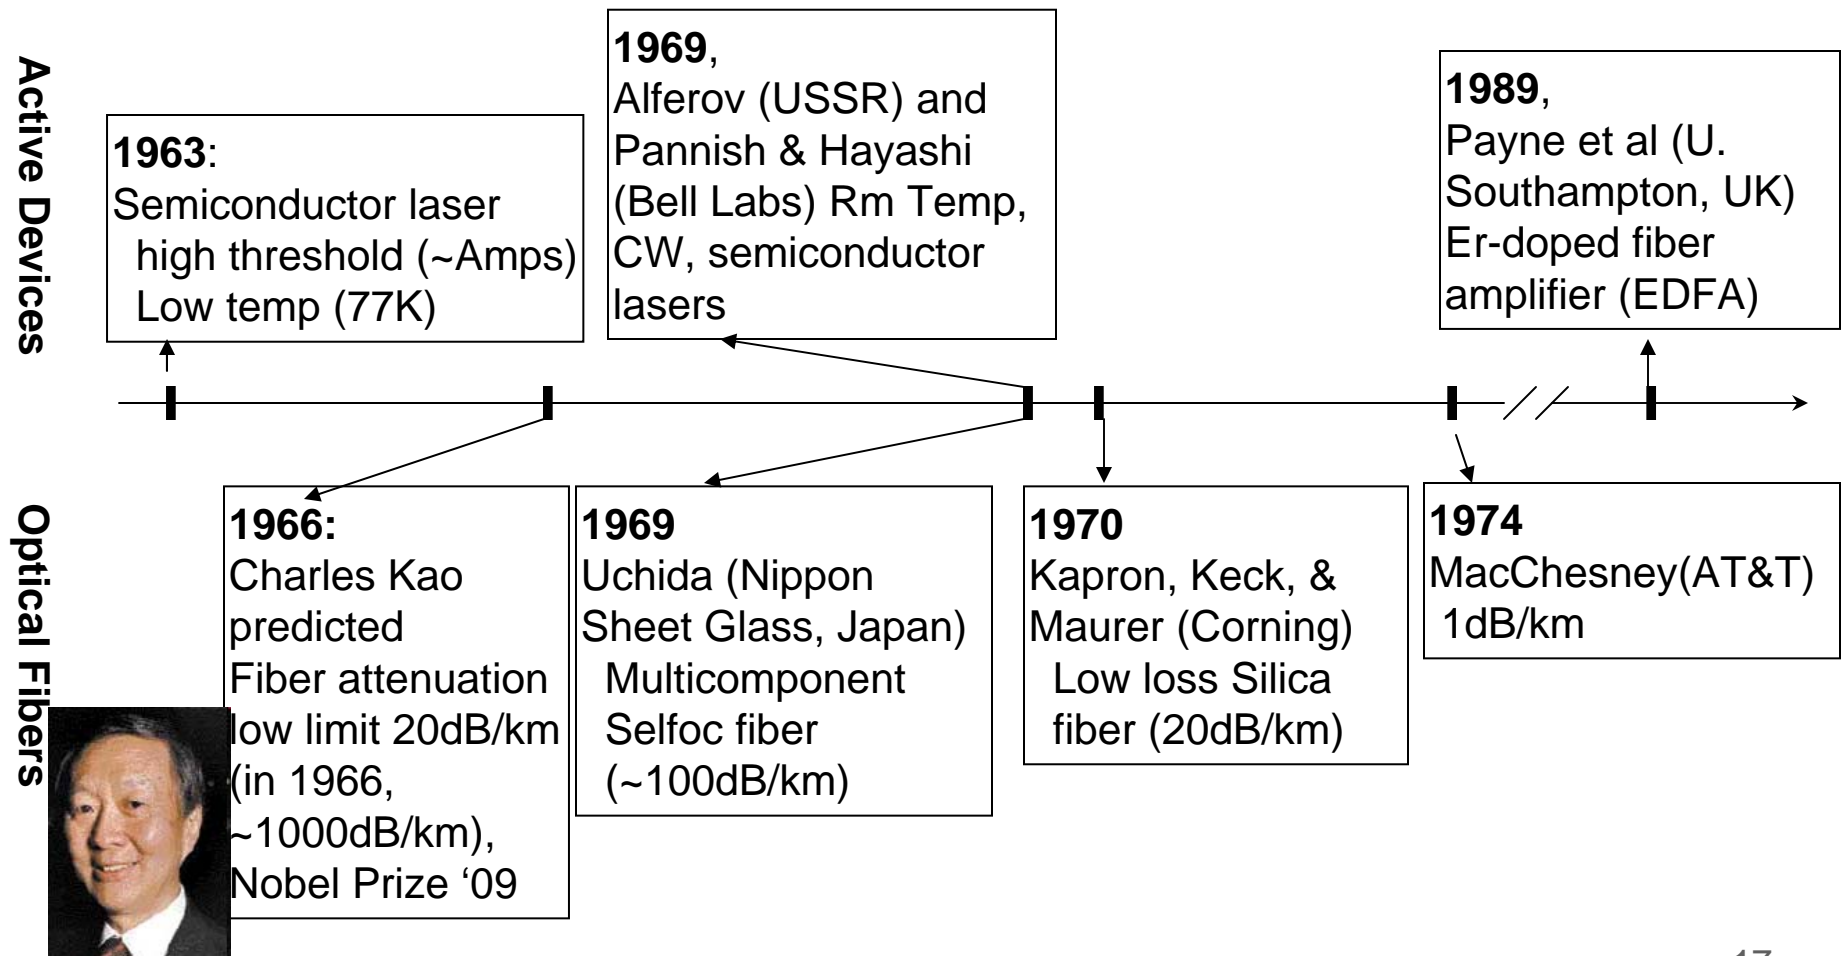 Active Devices
1963:
Semiconductor laser
high threshold (~Amps)
Low temp (77K)
1969,
Alferov (USSR) and
Pannish & Hayashi
(Bell Labs) Rm Temp,
CW, semiconductor
lasers
1989,
Payne et al (U.
Southampton, UK)
Er-doped fiber
amplifier (EDFA)
Optical Fibers
1966:
Charles Kao
predicted
Fiber attenuation
low limit 20dB/km
(in 1966,
~1000dB/km),
Nobel Prize ‘09
1969
Uchida (Nippon
Sheet Glass, Japan)
Multicomponent
Selfoc fiber
(~100dB/km)
1970
Kapron, Keck, &
Maurer (Corning)
Low loss Silica
fiber (20dB/km)
1974
MacChesney(AT&T)
1dB/km